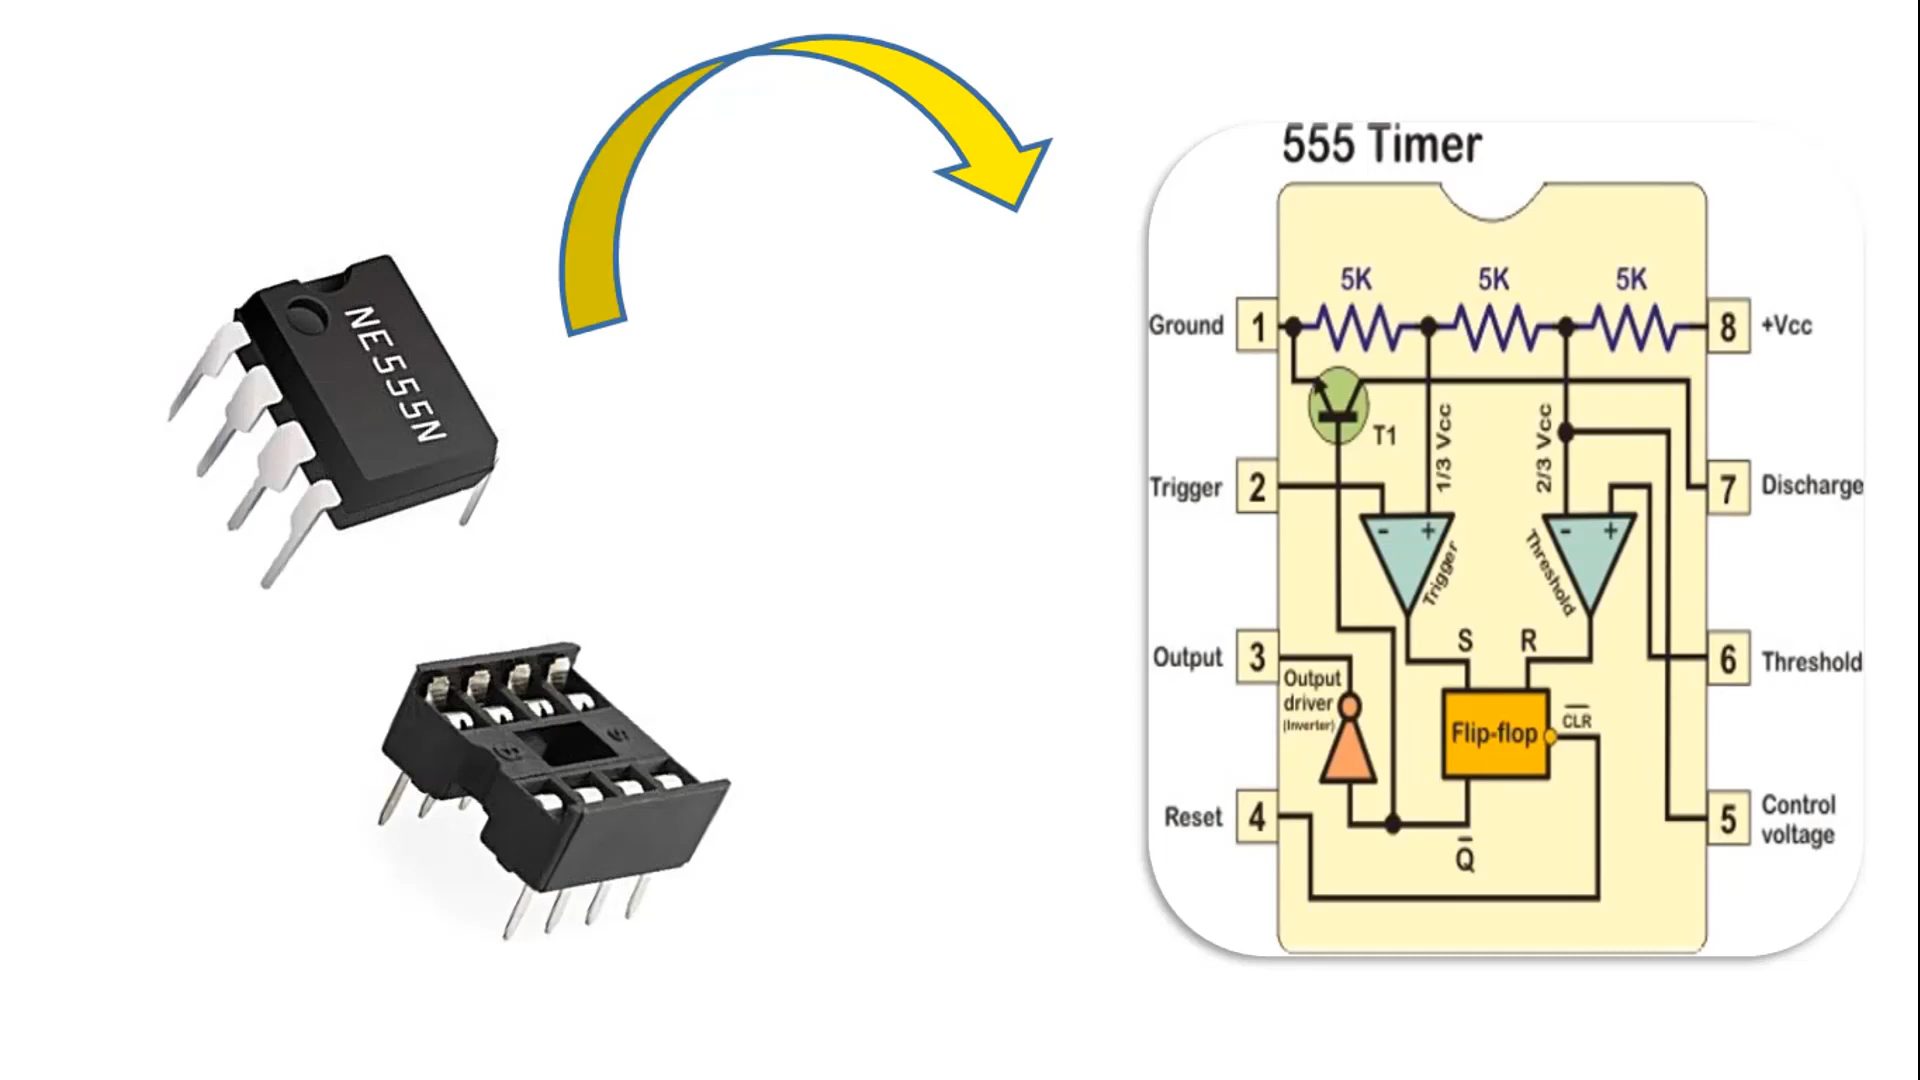 555 Timer
NE555N
5K
5K
5K
Ground
1
8
+Vcc
T1
1/3 Vcc
2/3 Vcc
Trigger
2
7
Discharge
-
+
-
+
Trigger
Threshold
S
R
Output
3
6
Threshold
Output
driver
(Inverter)
Flip-flop
CLR
Reset
4
5
Control
voltage
Q